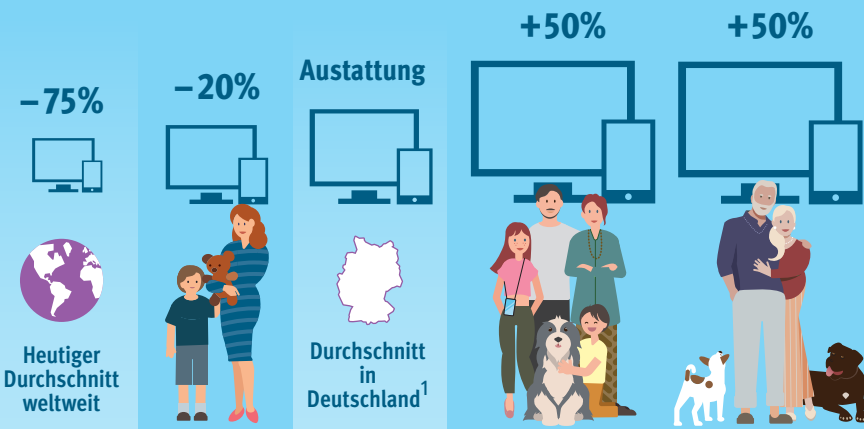 –75%
Heutiger
Durchschnitt
weltweit
–20%
Austattung
Durchschnitt
in
Deutschland1
+50%
+50%